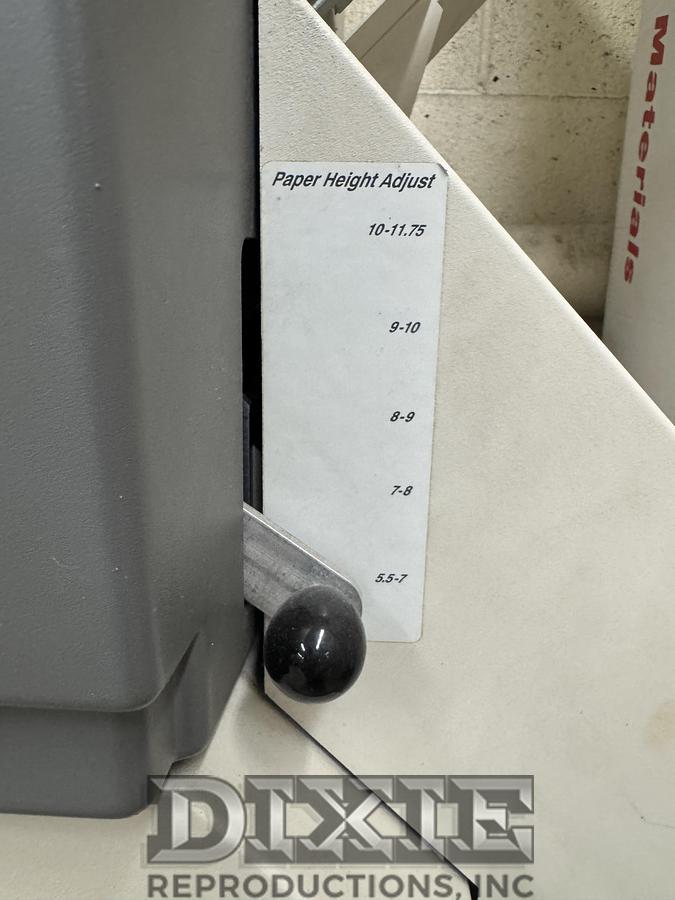 Paper Height Adjust
10-11.75
9-10
8-9
7-8
5.5-7
Materials
DIXIE
REPRODUCTIONS, INC